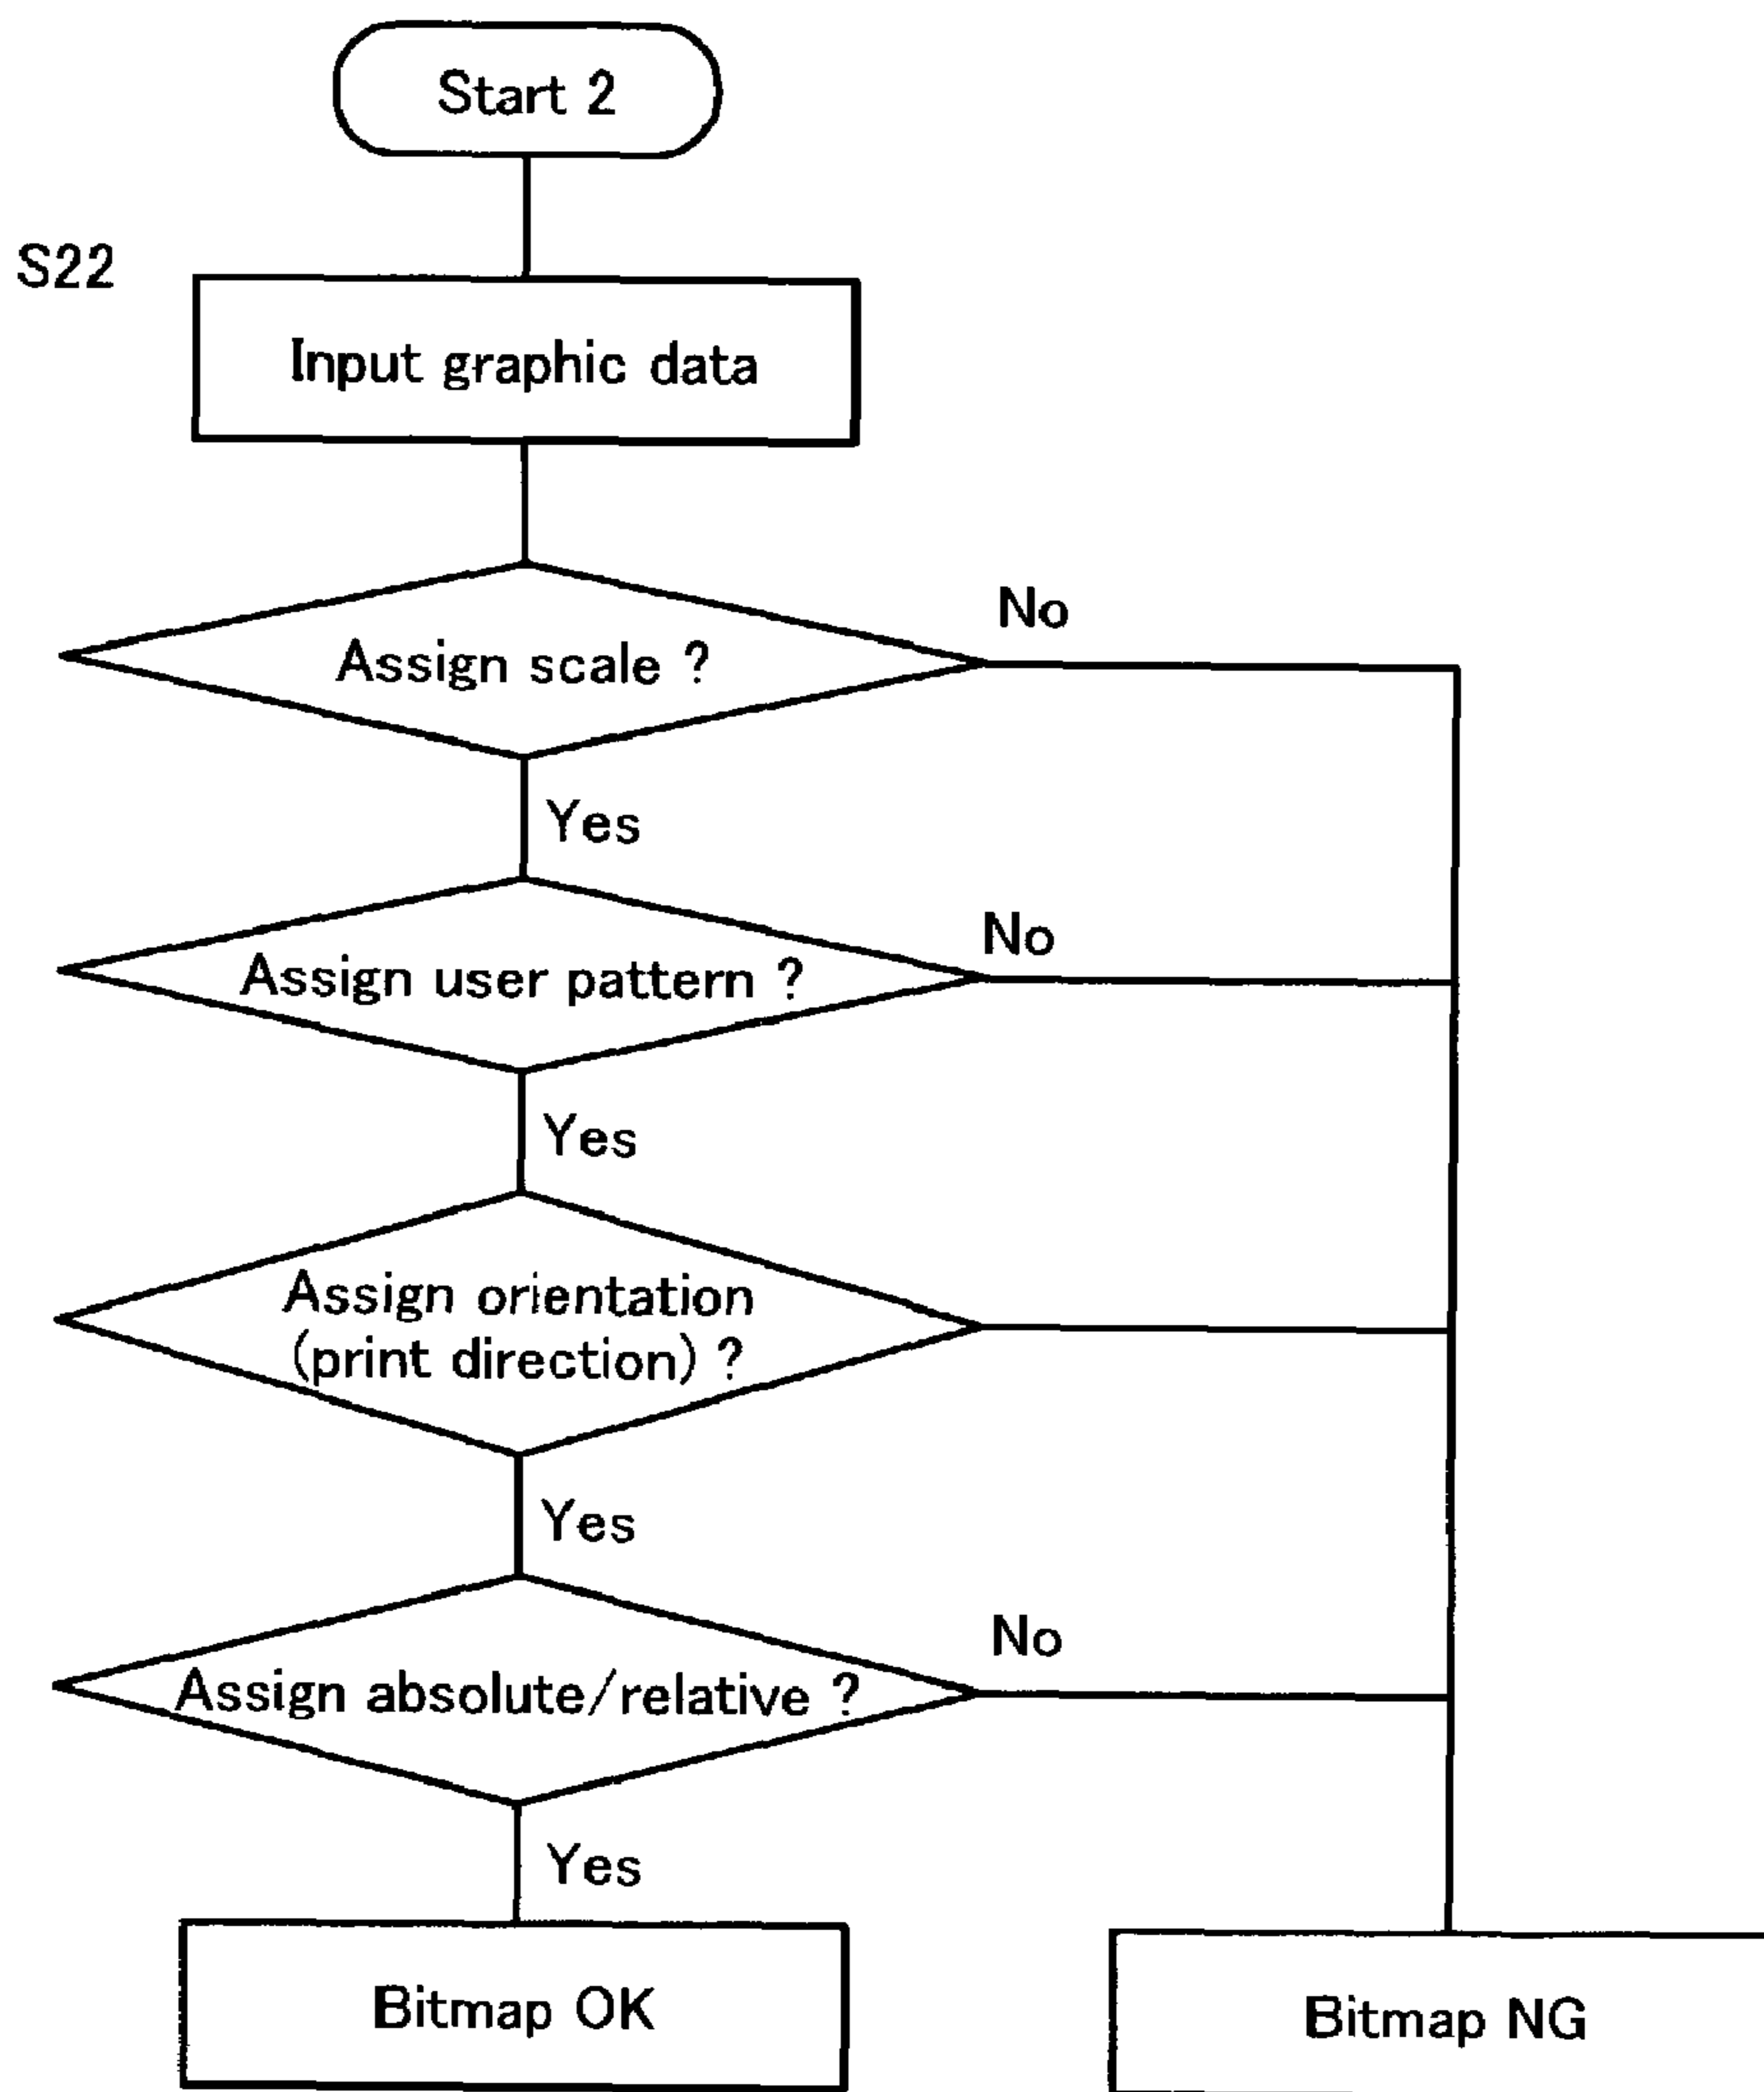 Start 2
S22
Input graphic data
Assign scale ?
No
Yes
Assign user pattern ?
No
Yes
Assign orientation
(print direction) ?
Yes
Assign absolute/relative ?
No
Yes
Bitmap OK
Bitmap NG